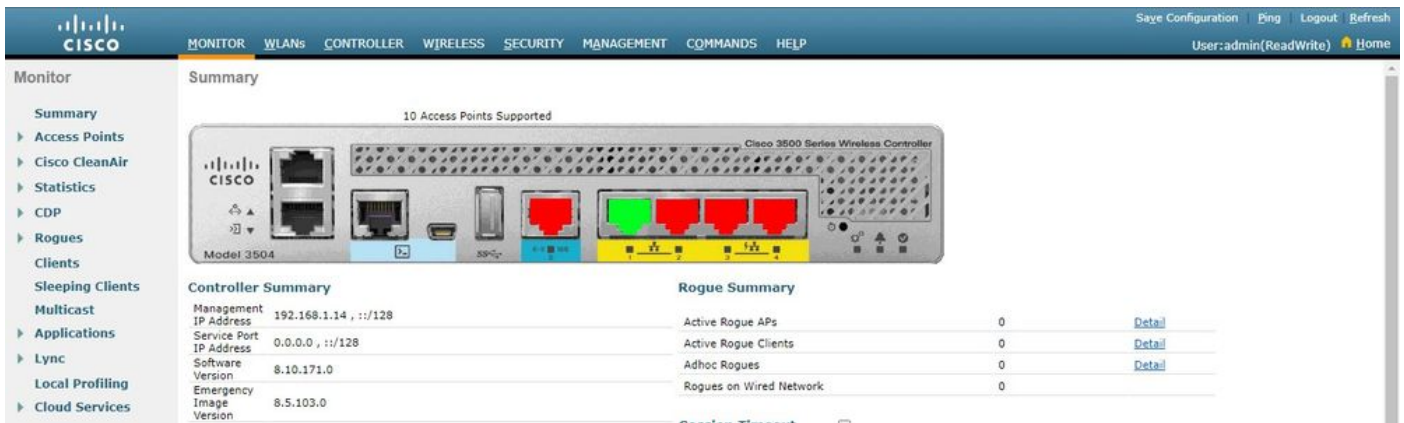 Save Configuration Ping Logout Refresh
CISCO
MONITOR WLANs CONTROLLER WIRELESS SECURITY MANAGEMENT COMMANDS HELP
User:admin(ReadWrite) Home
Monitor
Summary
Access Points
Cisco CleanAir
Statistics
CDP
Rogues
Clients
Sleeping Clients
Multicast
Applications
Lync
Local Profiling
Cloud Services
Summary
10 Access Points Supported
Cisco 3500 Series Wireless Controller
CISCO
Model 3504
1 2 3 4
Controller Summary
Management IP Address 192.168.1.14 , ::/128
Service Port IP Address 0.0.0.0 , ::/128
Software Version 8.10.171.0
Emergency Image Version 8.5.103.0
Rogue Summary
Active Rogue APs 0 Detail
Active Rogue Clients 0 Detail
Adhoc Rogues 0 Detail
Rogues on Wired Network 0